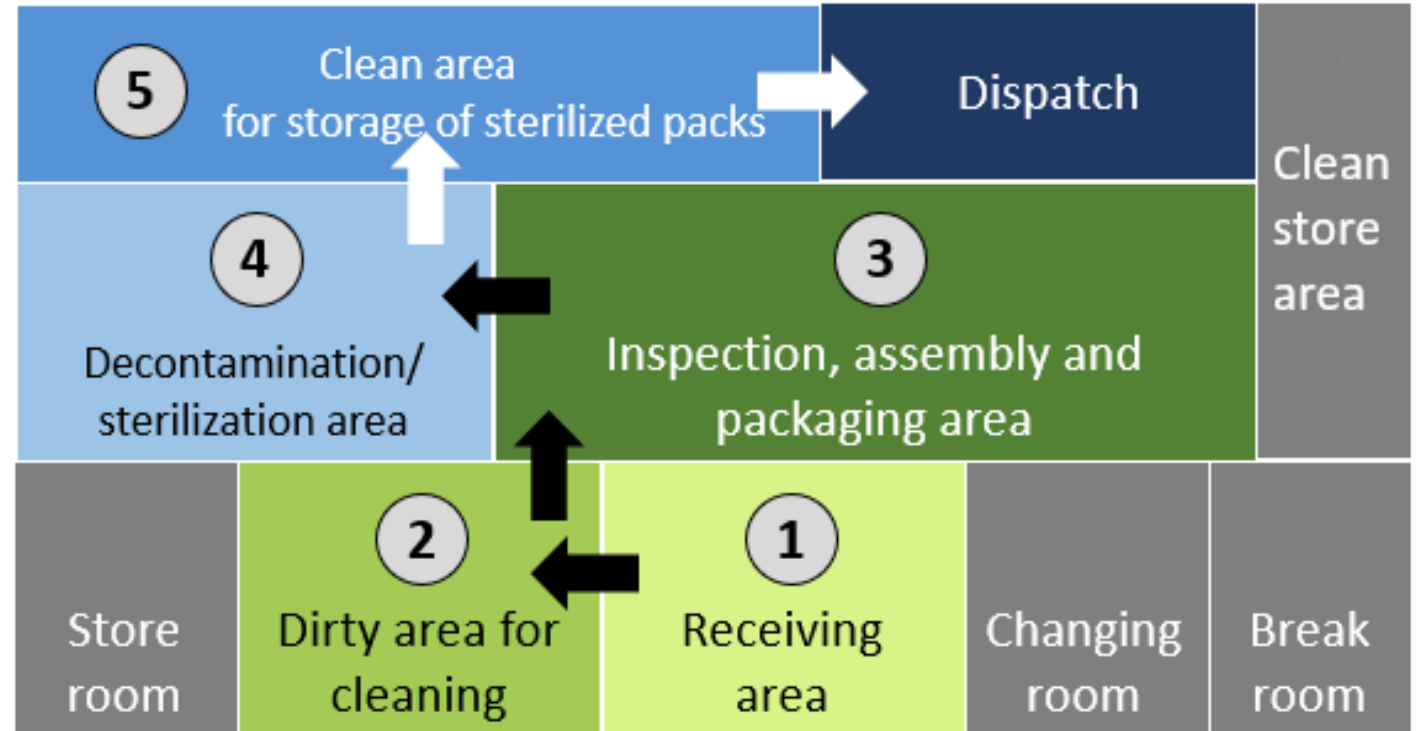 5
Clean area
for storage of sterilized packs
Dispatch
Clean
store
area
4
Decontamination/
sterilization area
3
Inspection, assembly and
packaging area
Store
room
2
Dirty area for
cleaning
1
Receiving
area
Changing
room
Break
room